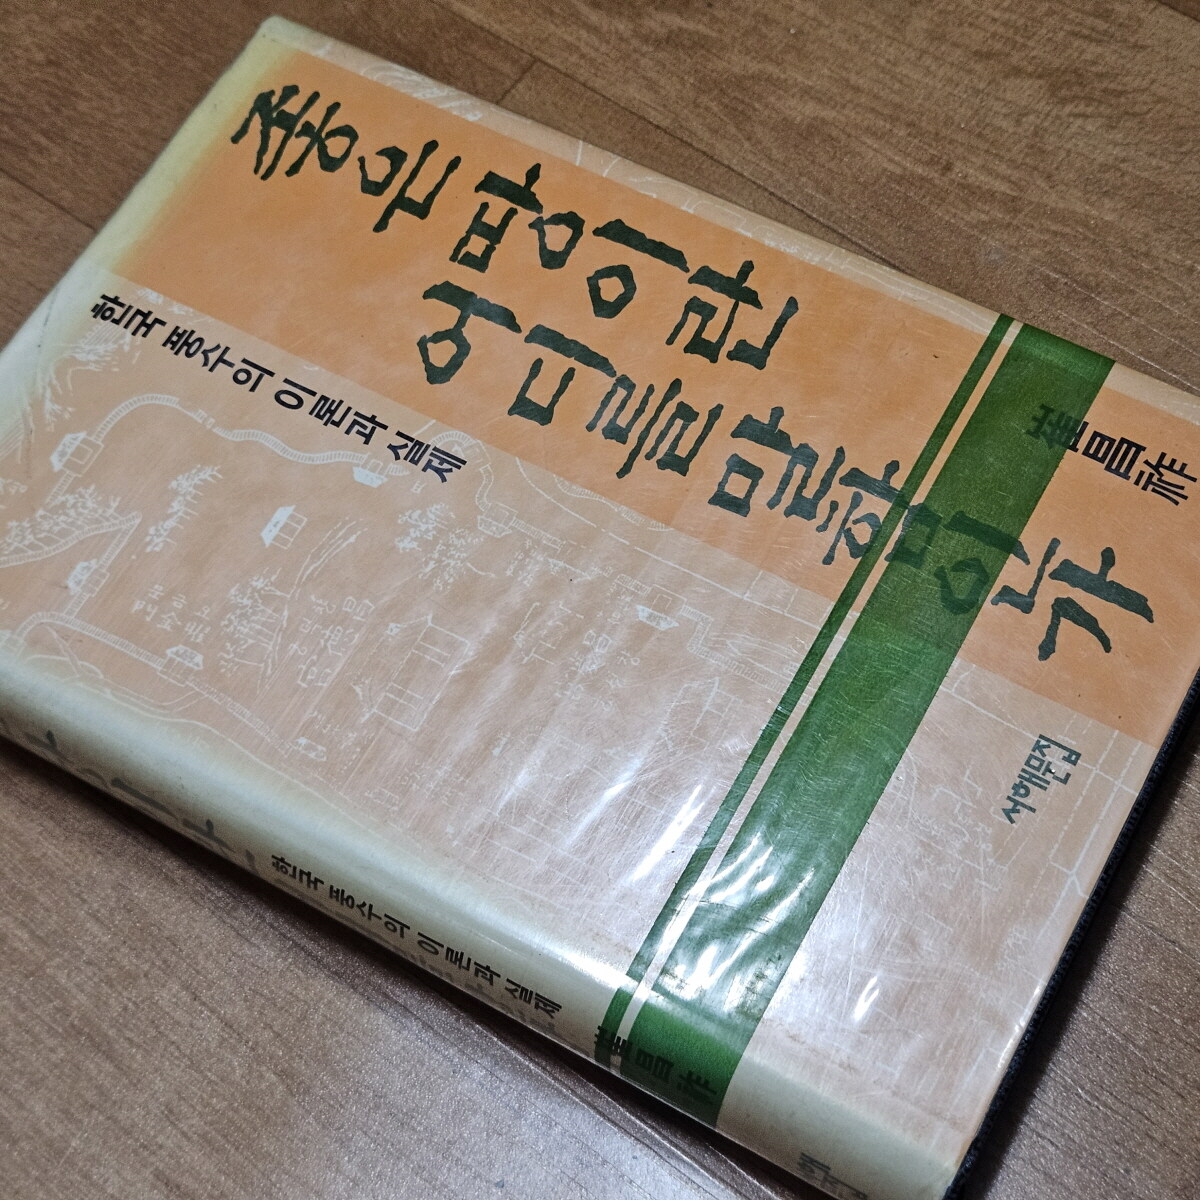 좋은 땅이란
어디를 말함인가
한국 풍수의 이론과 실제
崔昌祚
서해문집
한국 풍수의 이론과 실제
崔昌祚